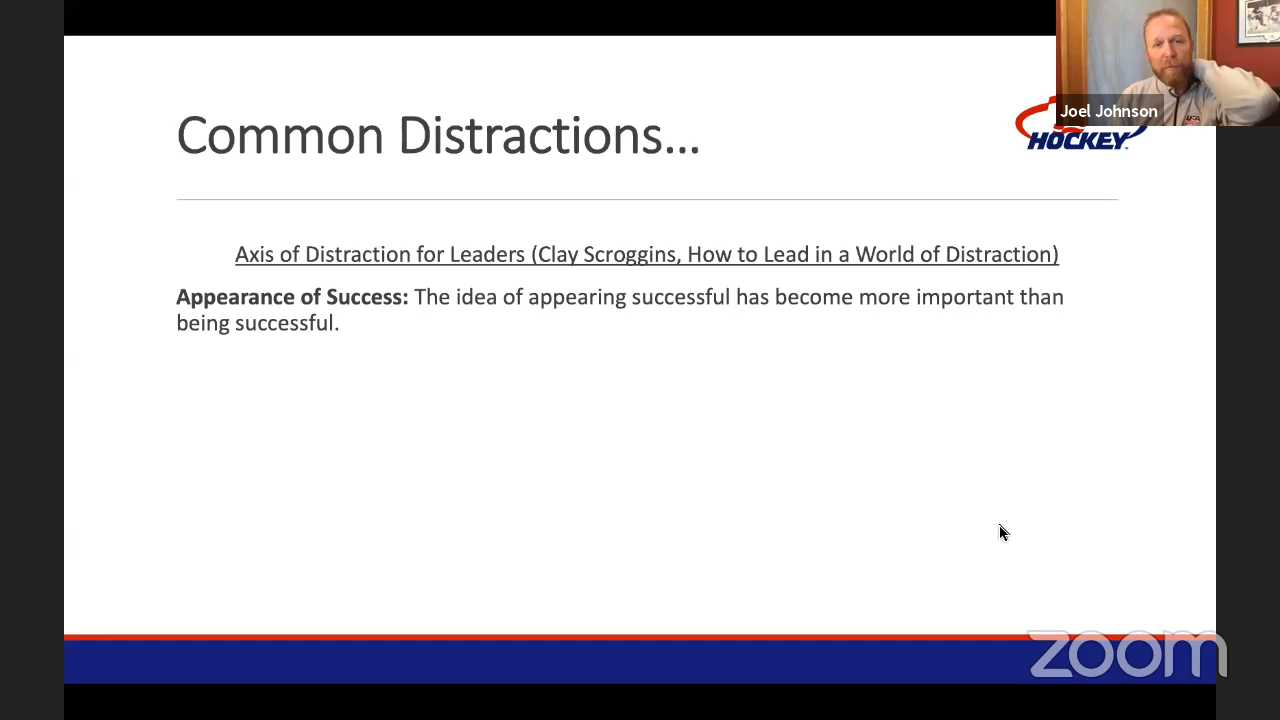 Joel Johnson
Common Distractions...
HOCKEY
Axis of Distraction for Leaders (Clay Scroggins, How to Lead in a World of Distraction)
Appearance of Success: The idea of appearing successful has become more important than
being successful.
zoom